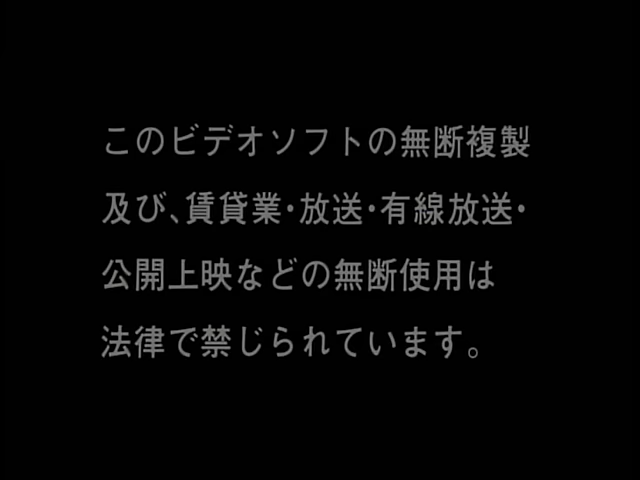 このビデオソフトの無断複製
及び、賃貸業・放送・有線放送・
公開上映などの無断使用は
法律で禁じられています。